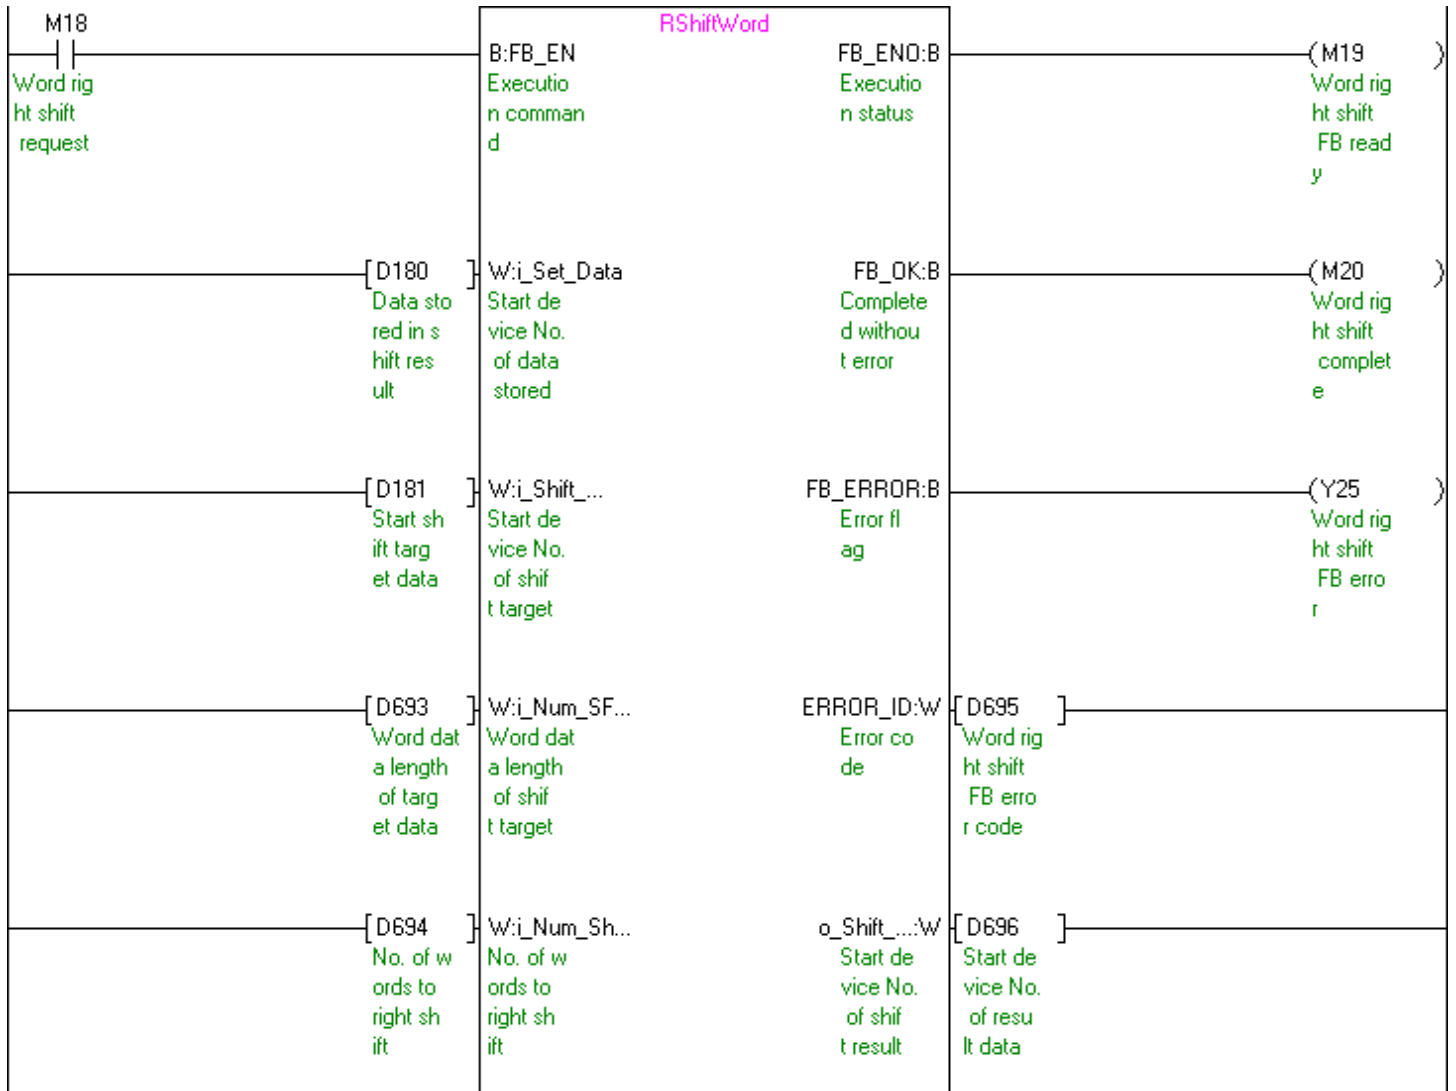 M18
Word rig
ht shift
request
RShiftWord
B:FB_EN
Executio
n comman
d
FB_ENO:B
Executio
n status
(M19 )
Word rig
ht shift
FB read
y
[D180 ]
Data sto
red in s
hift res
ult
W:i_Set_Data
Start de
vice No.
of data
stored
FB_OK:B
Complete
d withou
t error
(M20 )
Word rig
ht shift
complet
e
[D181 ]
Start sh
ift targ
et data
W:i_Shift_...
Start de
vice No.
of shif
t target
FB_ERROR:B
Error fl
ag
(Y25 )
Word rig
ht shift
FB erro
r
[D693 ]
Word dat
a length
of targ
et data
W:i_Num_SF...
Word dat
a length
of shif
t target
ERROR_ID:W
Error co
de
[D695 ]
Word rig
ht shift
FB erro
r code
[D694 ]
No. of w
ords to
right sh
ift
W:i_Num_Sh...
No. of w
ords to
right sh
ift
o_Shift_...:W
Start de
vice No.
of shif
t result
[D696 ]
Start de
vice No.
of resu
lt data